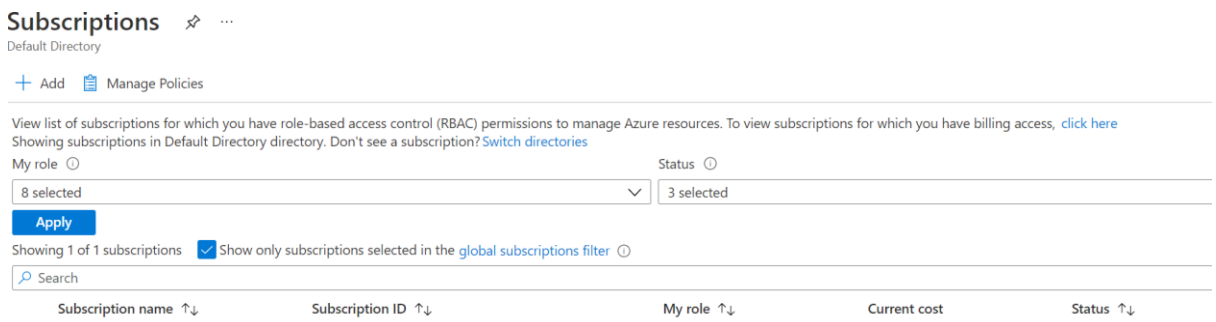 Subscriptions ...
Default Directory
Add Manage Policies
View list of subscriptions for which you have role-based access control (RBAC) permissions to manage Azure resources. To view subscriptions for which you have billing access, click here
Showing subscriptions in Default Directory directory. Don't see a subscription? Switch directories
My role Status
8 selected 3 selected
Apply
Showing 1 of 1 subscriptions Show only subscriptions selected in the global subscriptions filter
Search
Subscription name ↑↓ Subscription ID ↑↓ My role ↑↓ Current cost Status ↑↓